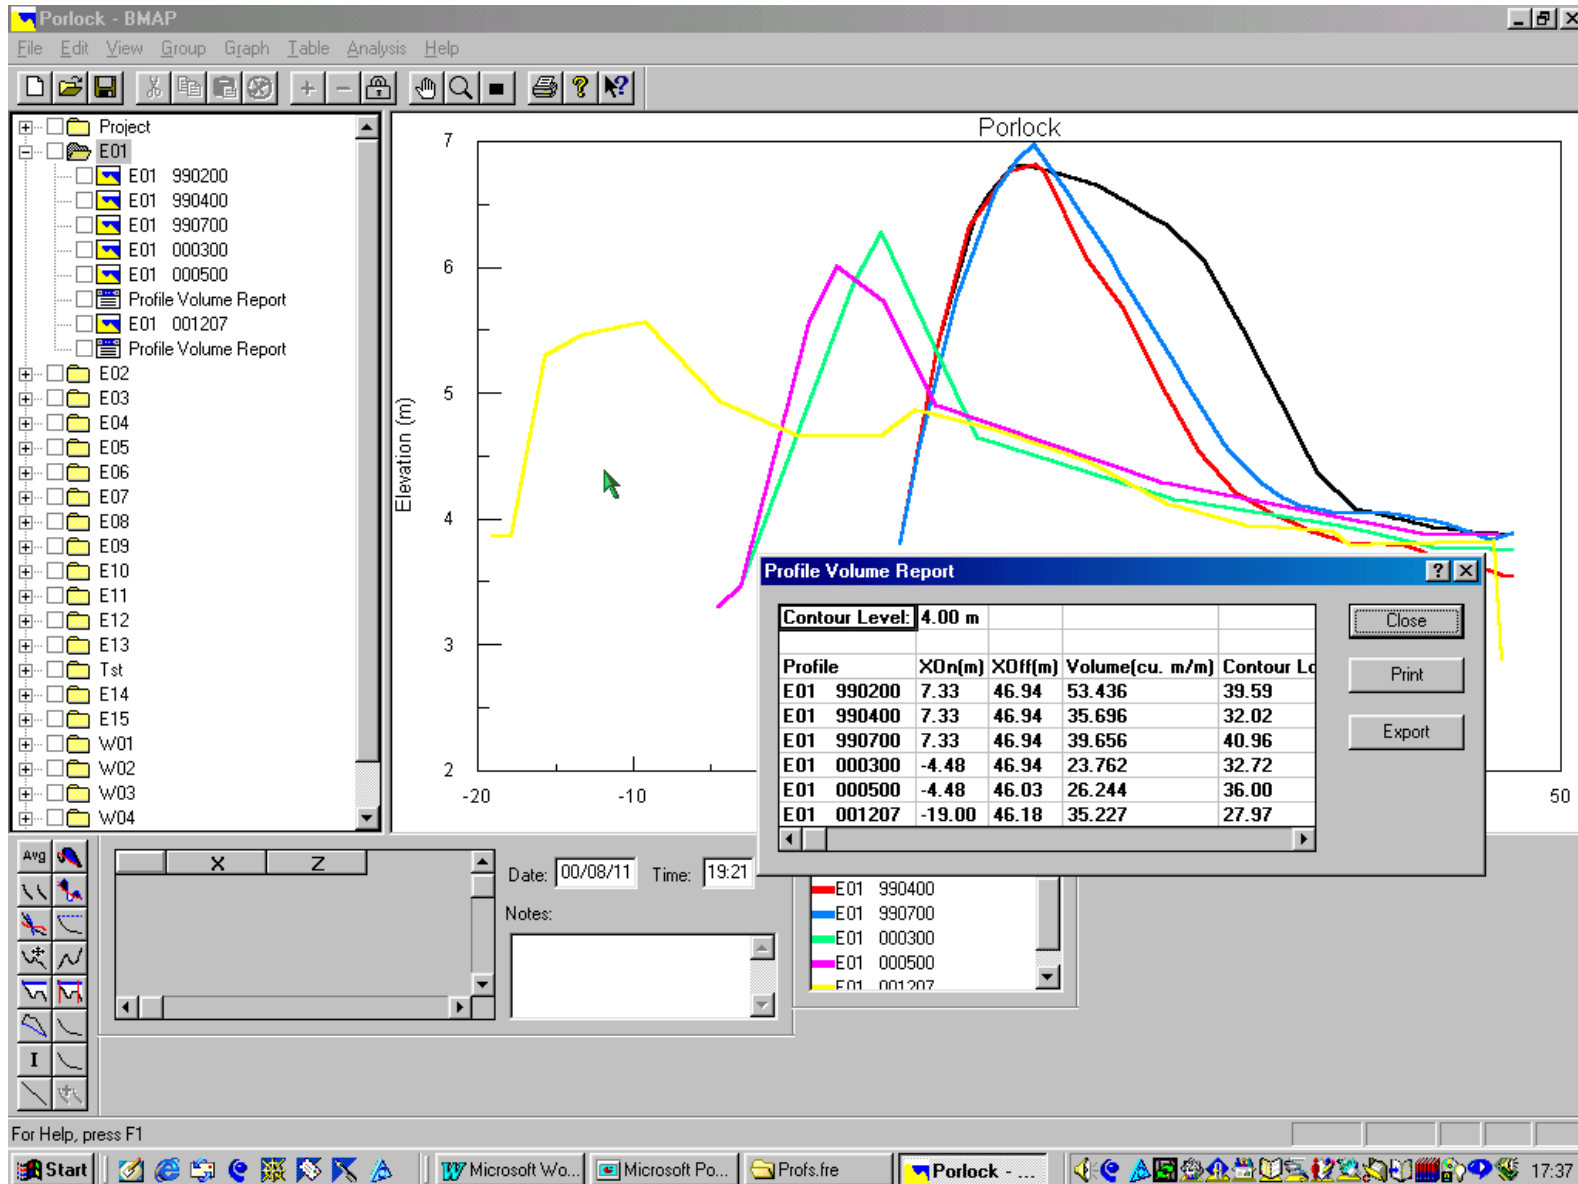 Porlock - BMAP
File Edit View Group Graph Table Analysis Help
Project
E01
E01 990200
E01 990400
E01 990700
E01 000300
E01 000500
Profile Volume Report
E01 001207
Profile Volume Report
E02
E03
E04
E05
E06
E07
E08
E09
E10
E11
E12
E13
Tst
E14
E15
W01
W02
W03
W04
Porlock
7
6
5
4
3
2
Elevation (m)
-20 -10 50
Profile Volume Report
Contour Level: 4.00 m
Profile XOn(m) XOff(m) Volume(cu. m/m) Contour Lo
E01 990200 7.33 46.94 53.436 39.59
E01 990400 7.33 46.94 35.696 32.02
E01 990700 7.33 46.94 39.656 40.96
E01 000300 -4.48 46.94 23.762 32.72
E01 000500 -4.48 46.03 26.244 36.00
E01 001207 -19.00 46.18 35.227 27.97
Close
Print
Export
Avg
X Z
Date: 00/08/11 Time: 19:21
Notes:
E01 990400
E01 990700
E01 000300
E01 000500
E01 001207
I
For Help, press F1
Start Microsoft Wo... Microsoft Po... Profs.fre Porlock - ... 17:37